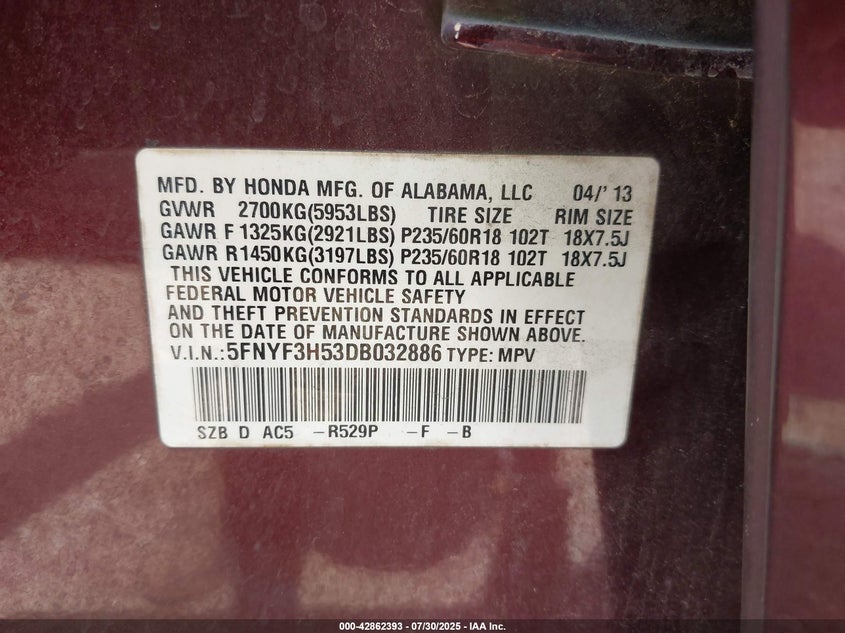 MFD. BY HONDA MFG. OF ALABAMA, LLC 04/' 13
GVWR 2700KG(5953LBS) TIRE SIZE RIM SIZE
GAWR F 1325KG(2921LBS) P235/60R18 102T 18X7.5J
GAWR R1450KG(3197LBS) P235/60R18 102T 18X7.5J
THIS VEHICLE CONFORMS TO ALL APPLICABLE
FEDERAL MOTOR VEHICLE SAFETY
AND THEFT PREVENTION STANDARDS IN EFFECT
ON THE DATE OF MANUFACTURE SHOWN ABOVE.
V.I.N.:5FNYF3H53DB032886 TYPE: MPV
SZB D AC5 -R529P -F -B
000-42862393 - 07/30/2025 - IAA Inc.